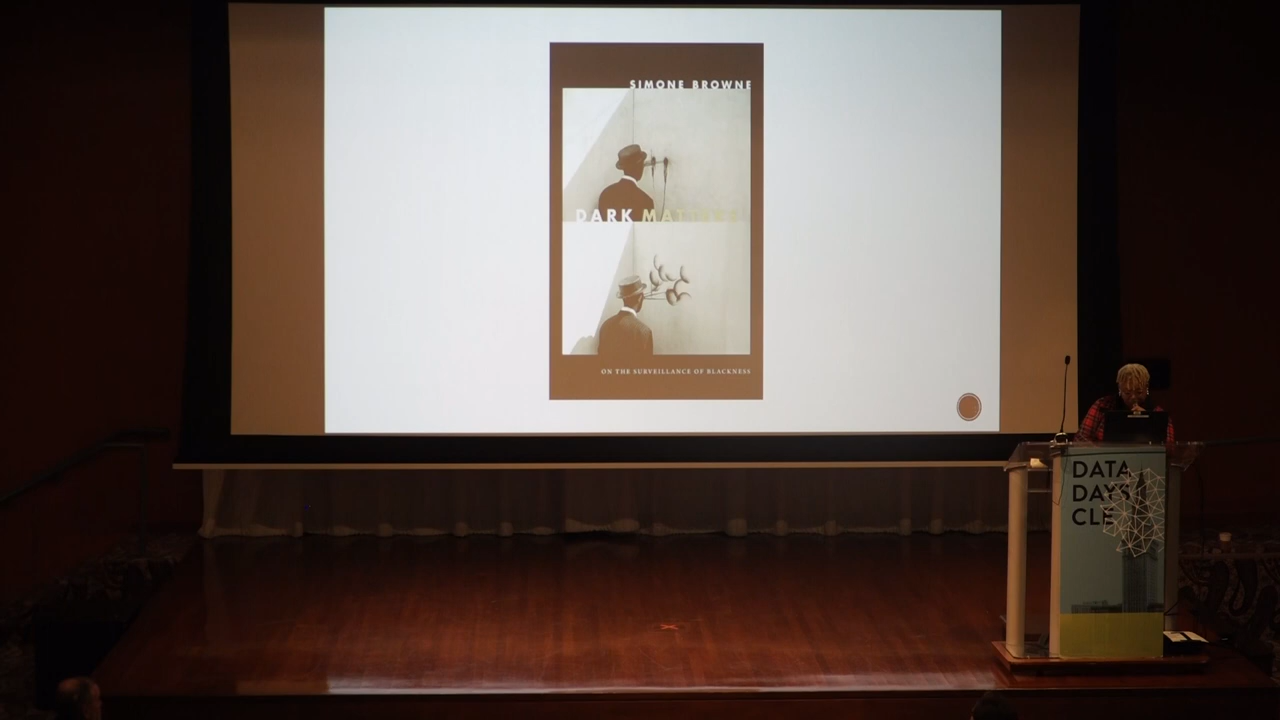 SIMONE BROWNE
DARK MATTERS
ON THE SURVEILLANCE OF BLACKNESS
DATA
DAYS
CLE